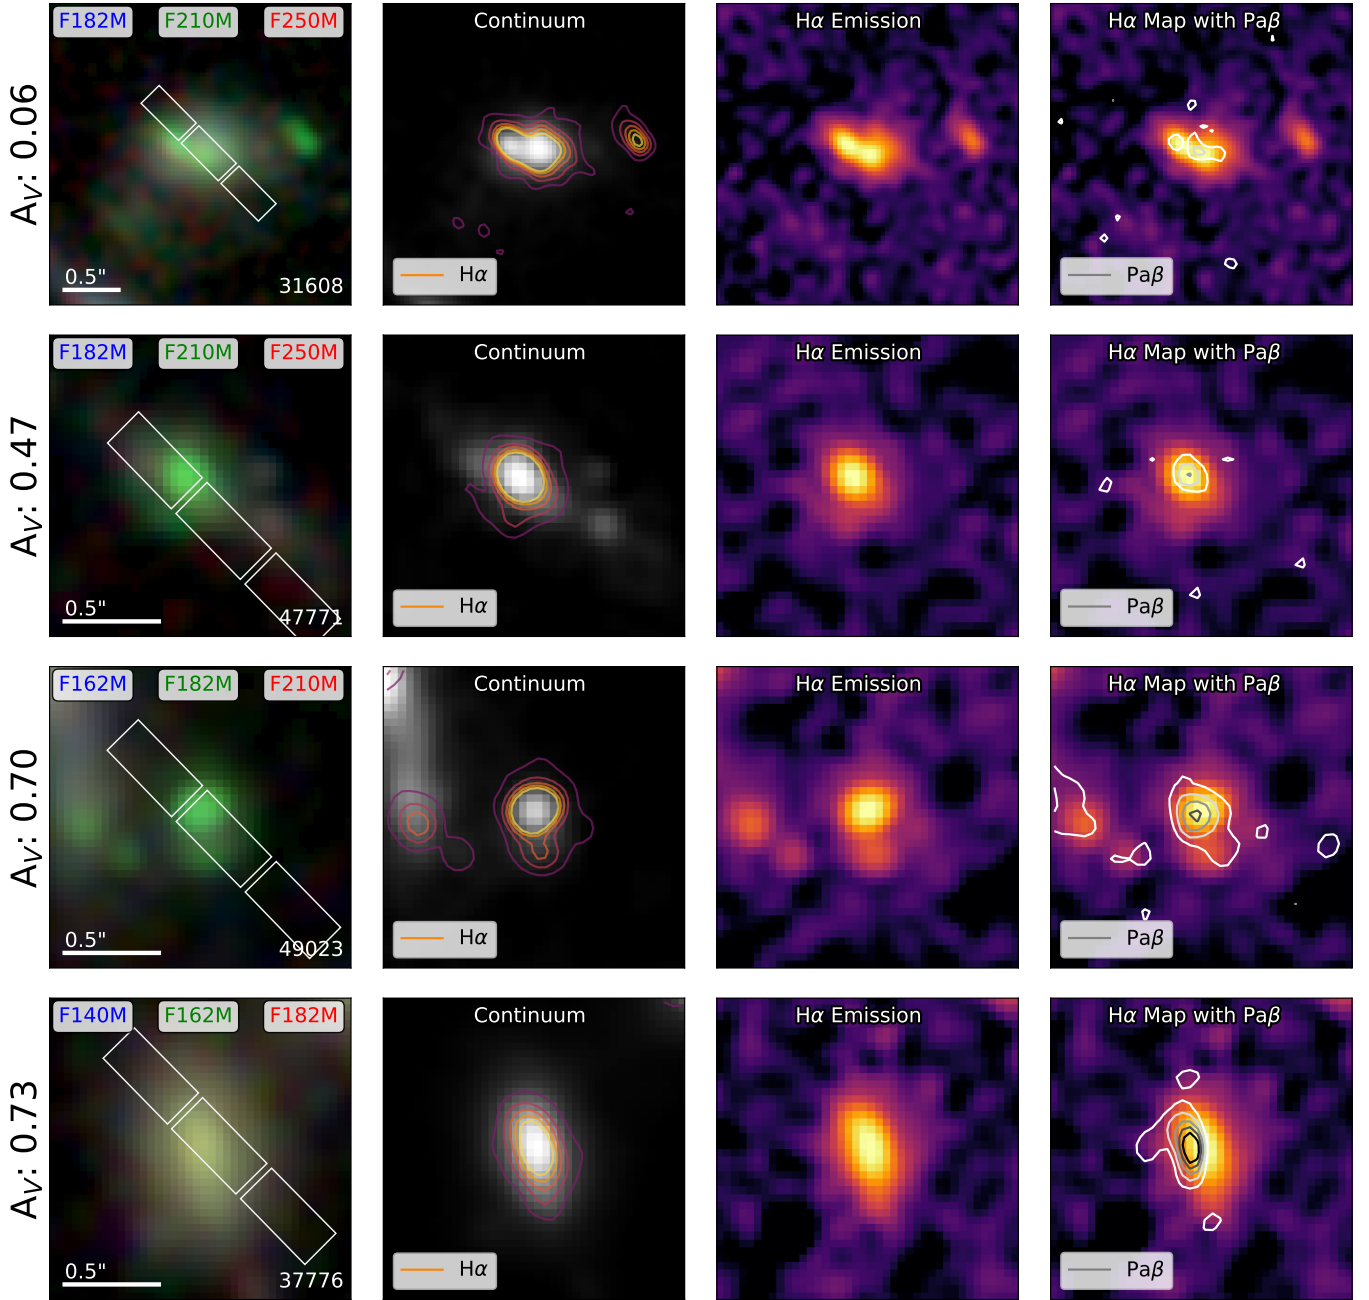 F182M F210M F250M Continuum Hα Emission Hα Map with Paβ
A_V: 0.06
0.5" 31608 Hα Paβ
F182M F210M F250M Continuum Hα Emission Hα Map with Paβ
A_V: 0.47
0.5" 47771 Hα Paβ
F162M F182M F210M Continuum Hα Emission Hα Map with Paβ
A_V: 0.70
0.5" 49023 Hα Paβ
F140M F162M F182M Continuum Hα Emission Hα Map with Paβ
A_V: 0.73
0.5" 37776 Hα Paβ